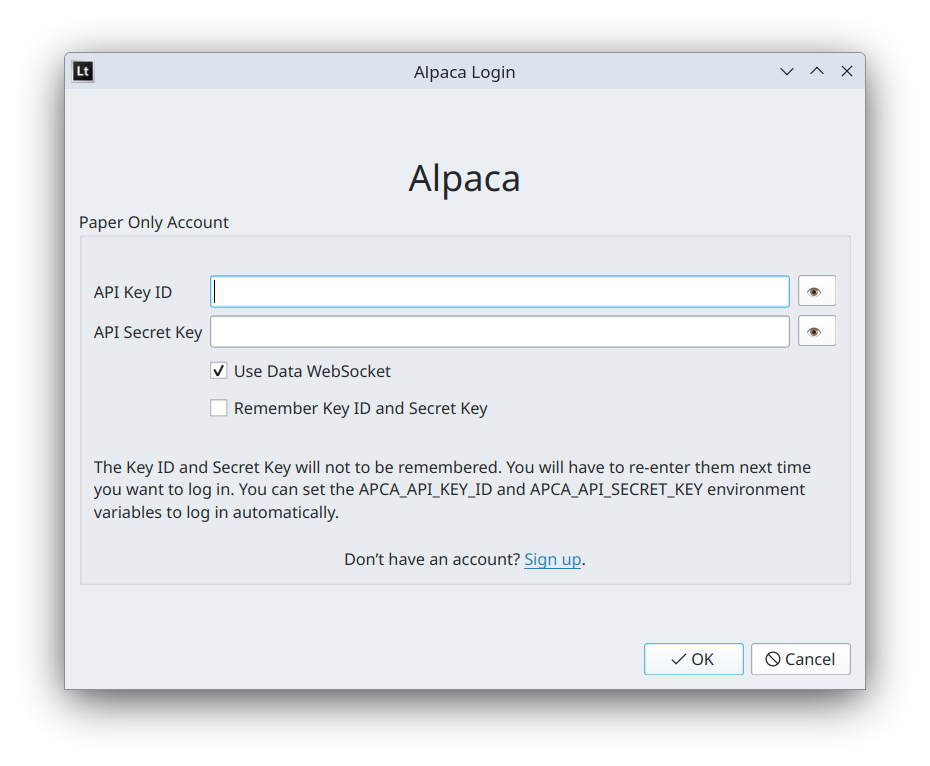 Lt
Alpaca Login
Alpaca
Paper Only Account
API Key ID
API Secret Key
Use Data WebSocket
Remember Key ID and Secret Key
The Key ID and Secret Key will not to be remembered. You will have to re-enter them next time
you want to log in. You can set the APCA_API_KEY_ID and APCA_API_SECRET_KEY environment
variables to log in automatically.
Don’t have an account? Sign up.
OK
Cancel